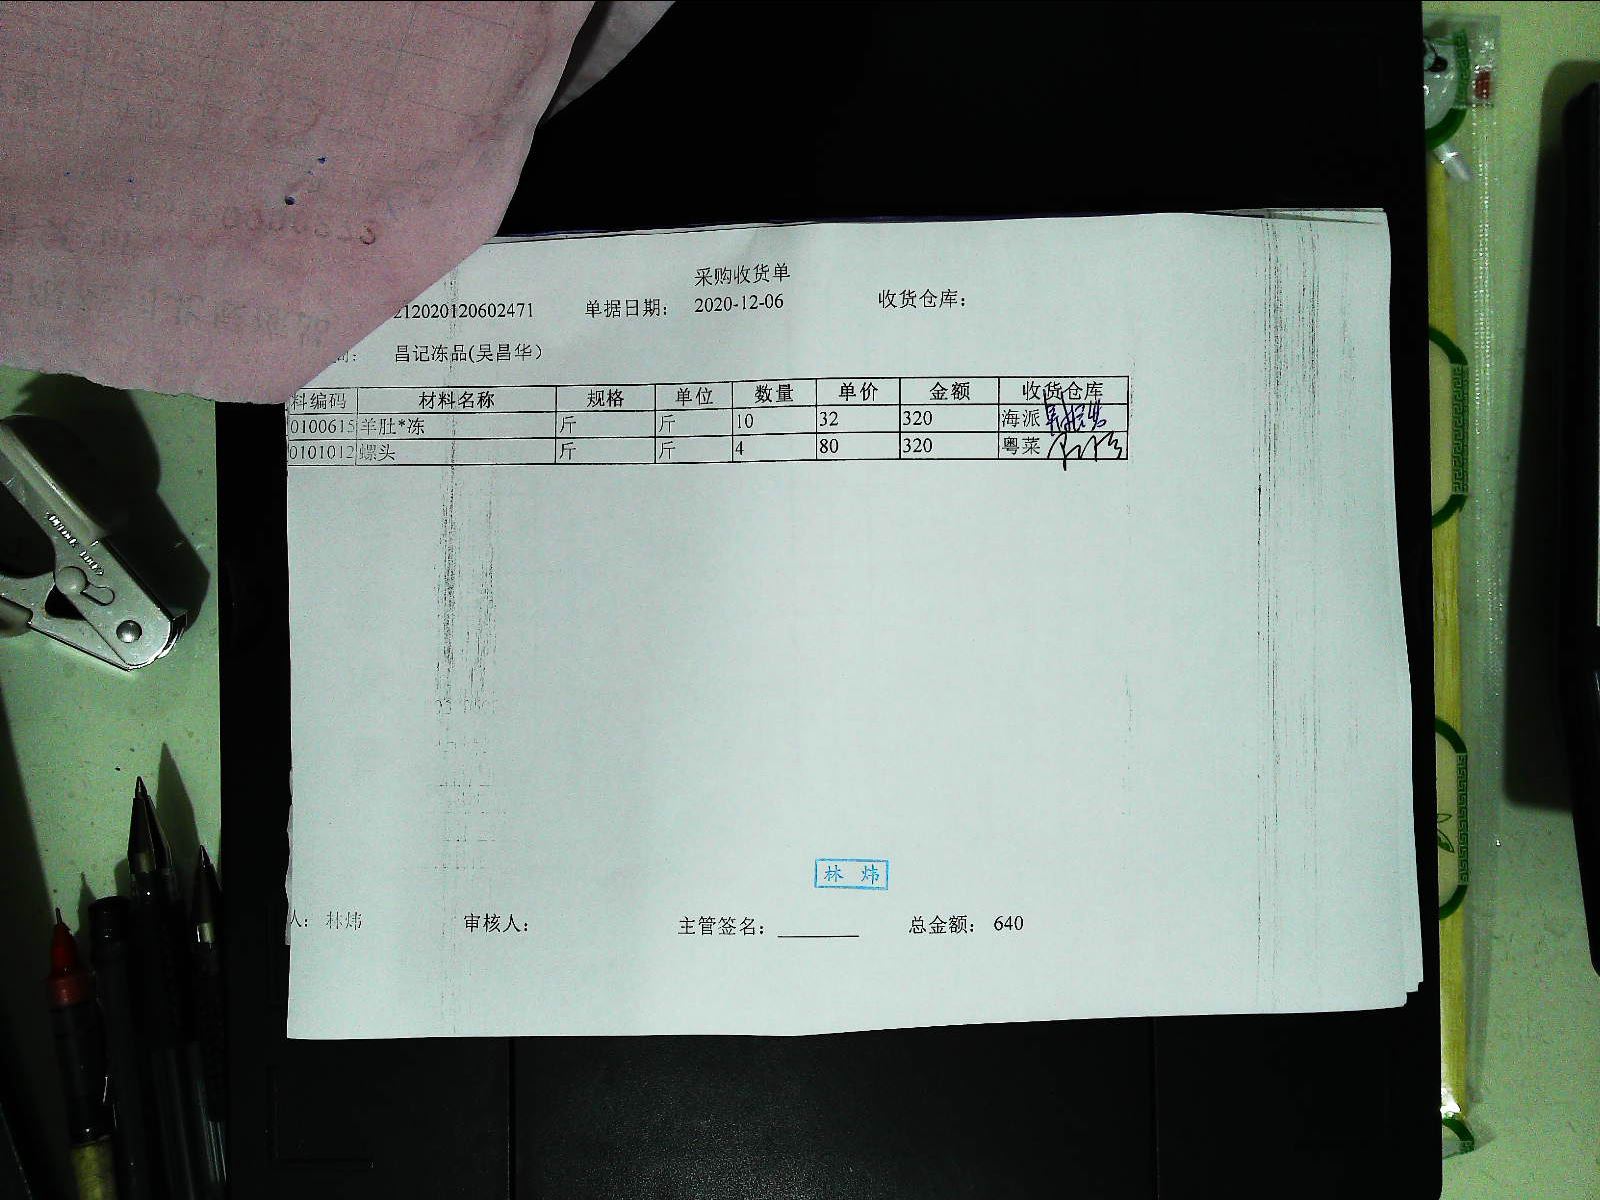 采购收货单
212020120602471 单据日期： 2020-12-06 收货仓库：
昌记冻品(吴昌华）
料编码 材料名称 规格 单位 数量 单价 金额 收货仓库
0100615 羊肚*冻 斤 斤 10 32 320 海派
0101012 螺头 斤 斤 4 80 320 粤菜
林 炜
人： 林炜 审核人： 主管签名： 总金额： 640